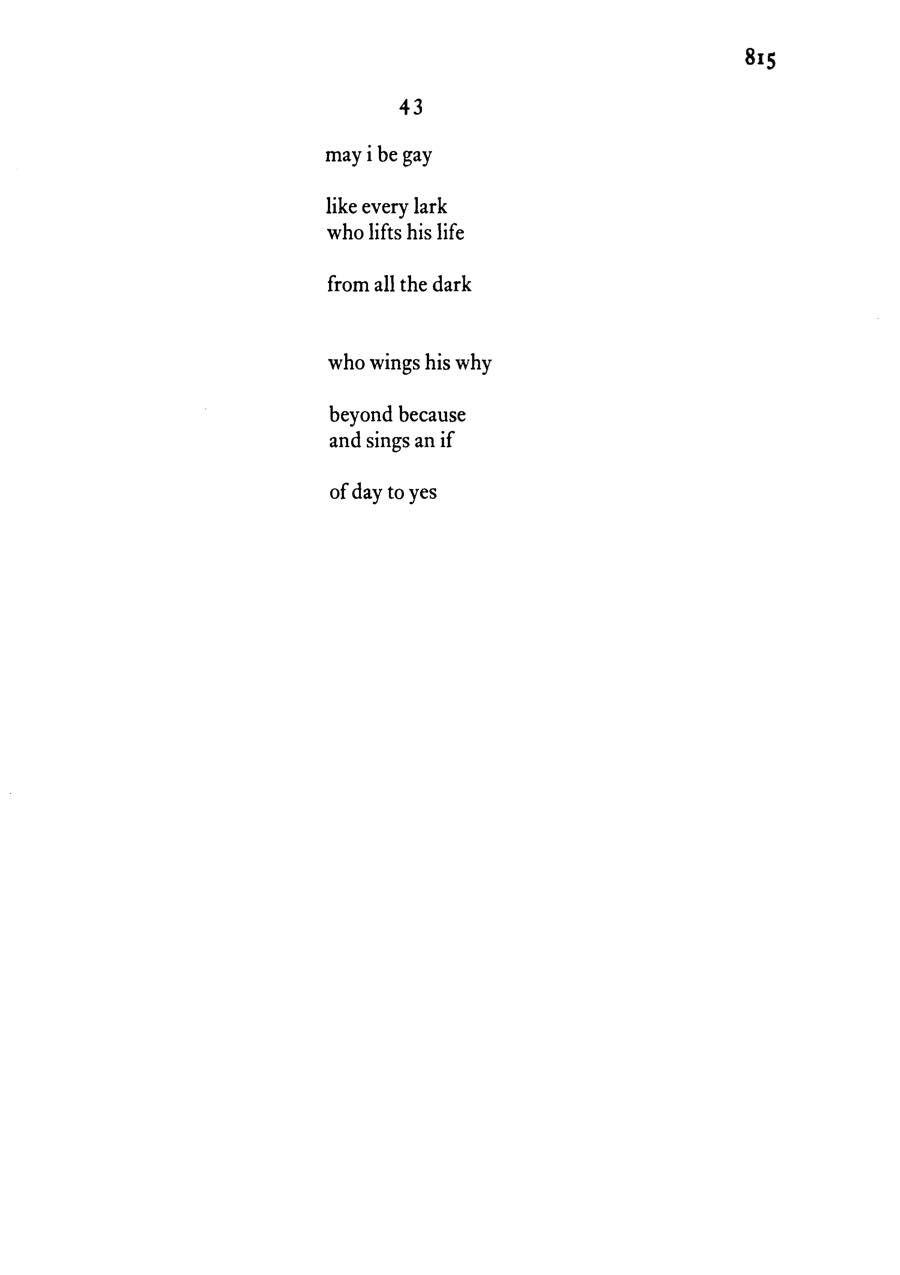 815
43
may i be gay
like every lark
who lifts his life
from all the dark
who wings his why
beyond because
and sings an if
of day to yes